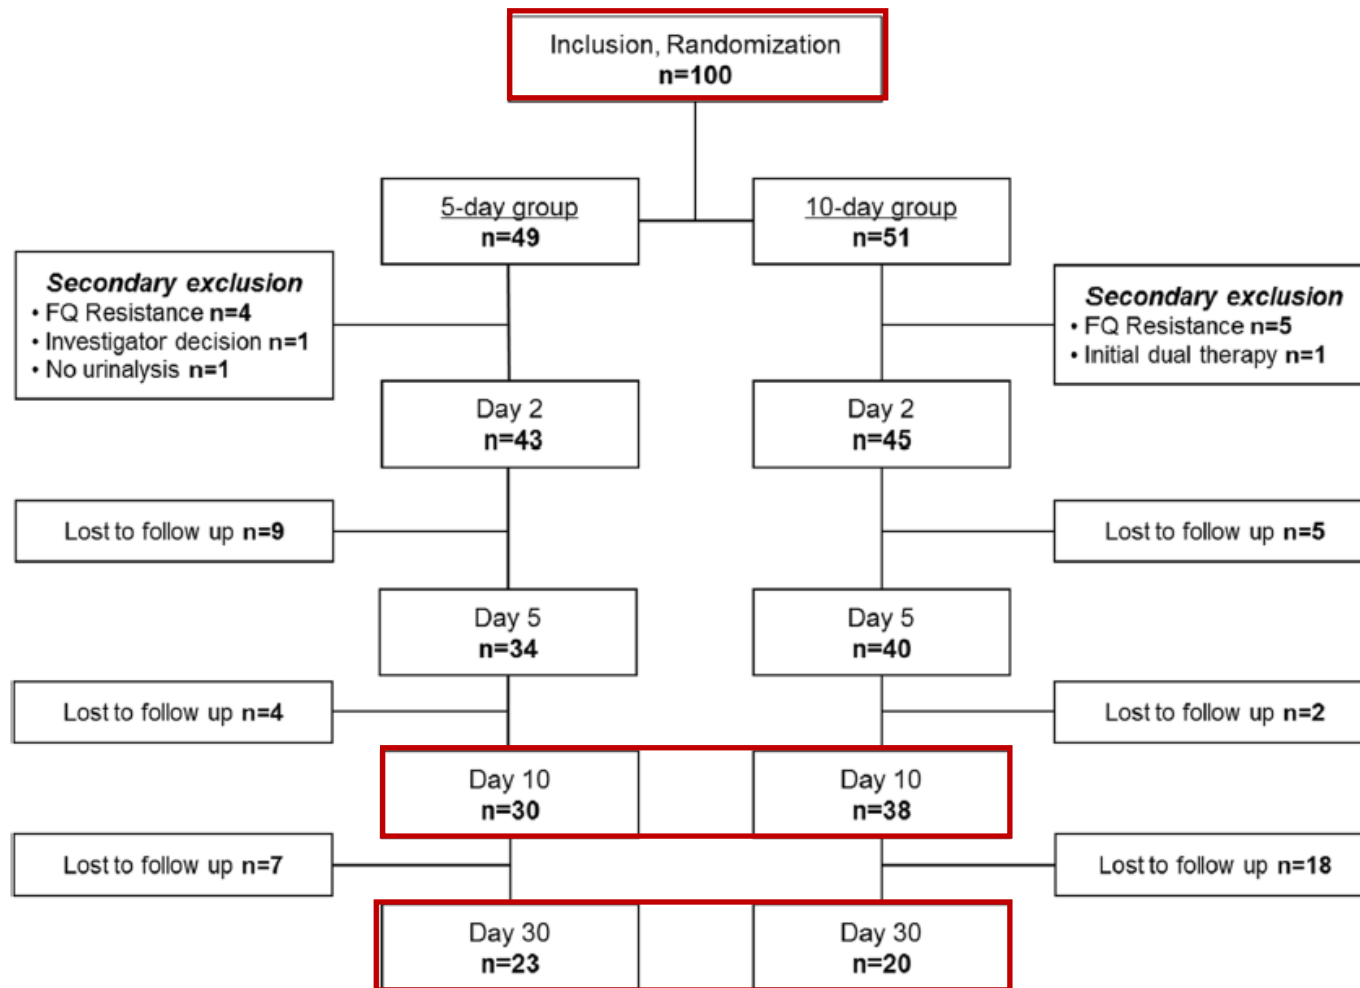 Inclusion, Randomization
n=100
5-day group
n=49
10-day group
n=51
Secondary exclusion
• FQ Resistance n=4
• Investigator decision n=1
• No urinalysis n=1
Secondary exclusion
• FQ Resistance n=5
• Initial dual therapy n=1
Day 2
n=43
Day 2
n=45
Lost to follow up n=9
Lost to follow up n=5
Day 5
n=34
Day 5
n=40
Lost to follow up n=4
Lost to follow up n=2
Day 10
n=30
Day 10
n=38
Lost to follow up n=7
Lost to follow up n=18
Day 30
n=23
Day 30
n=20